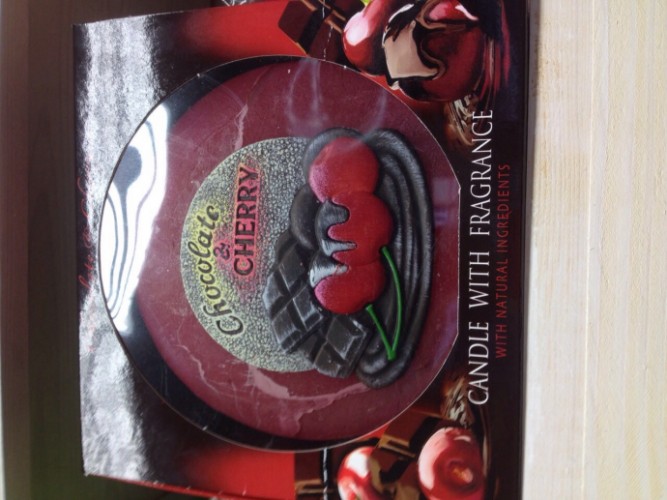 Chocolate
&
CHERRY
CANDLE WITH FRAGRANCE
WITH NATURAL INGREDIENTS